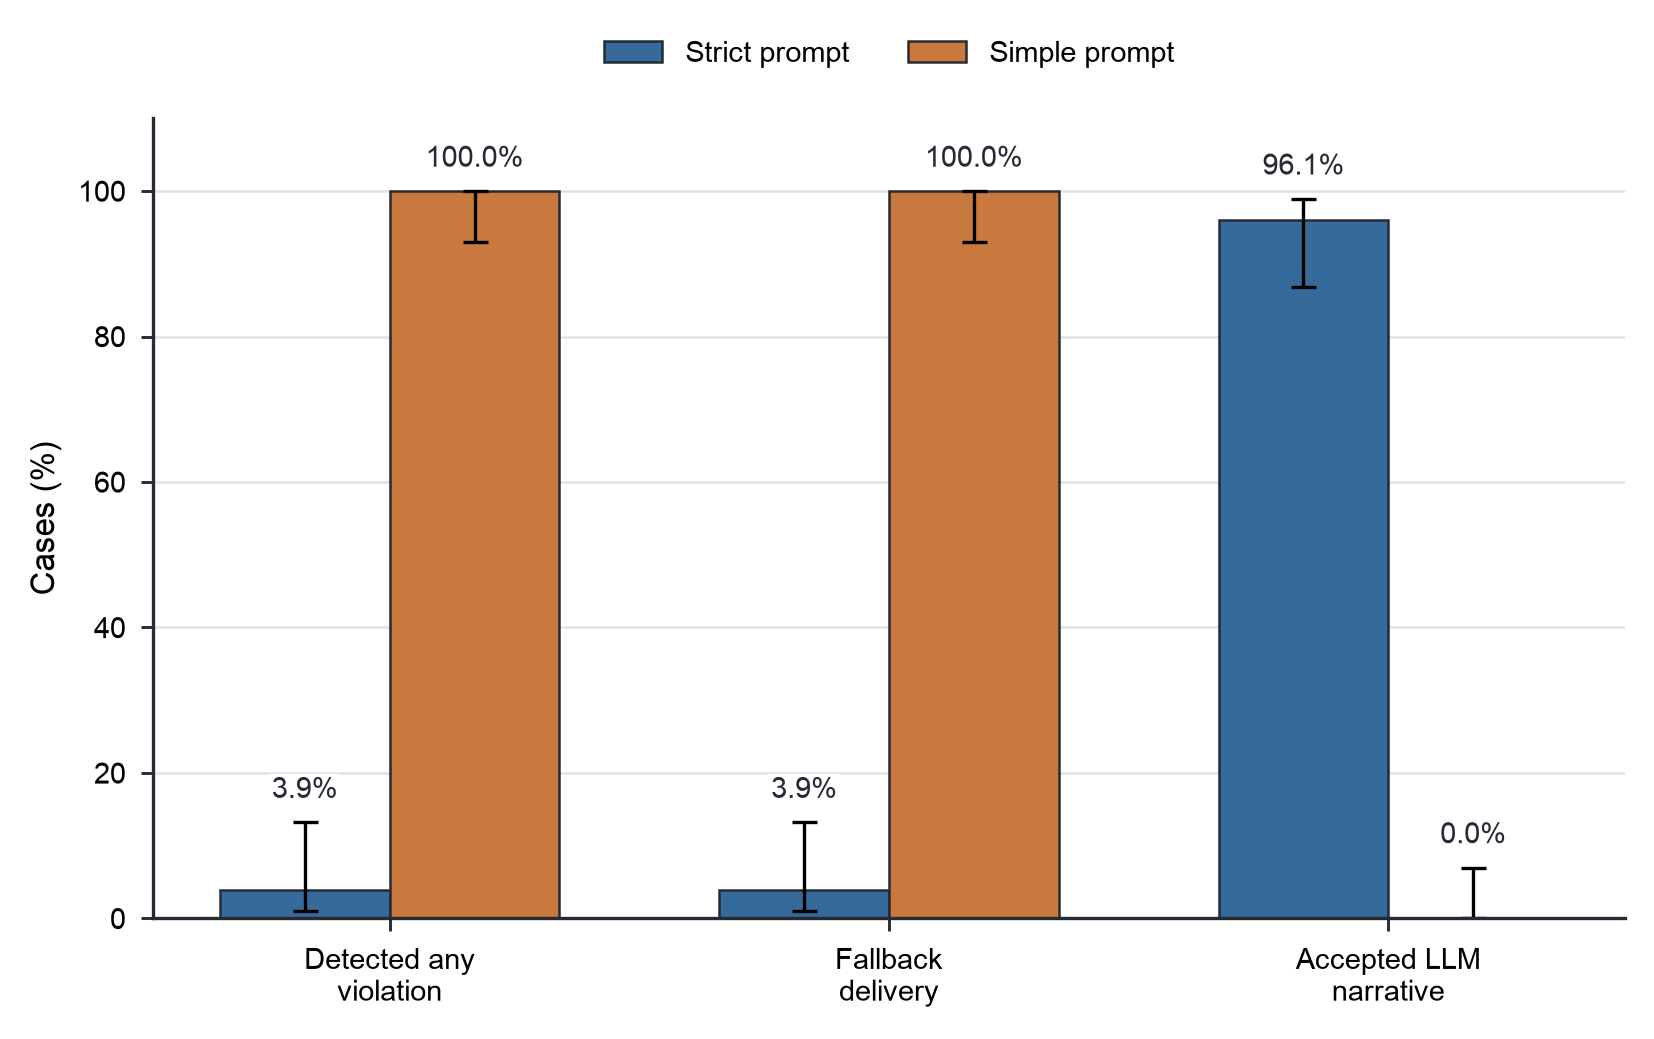 Strict prompt
Simple prompt
Cases (%)
100
80
60
40
20
0
3.9%
100.0%
3.9%
100.0%
96.1%
0.0%
Detected any
violation
Fallback
delivery
Accepted LLM
narrative